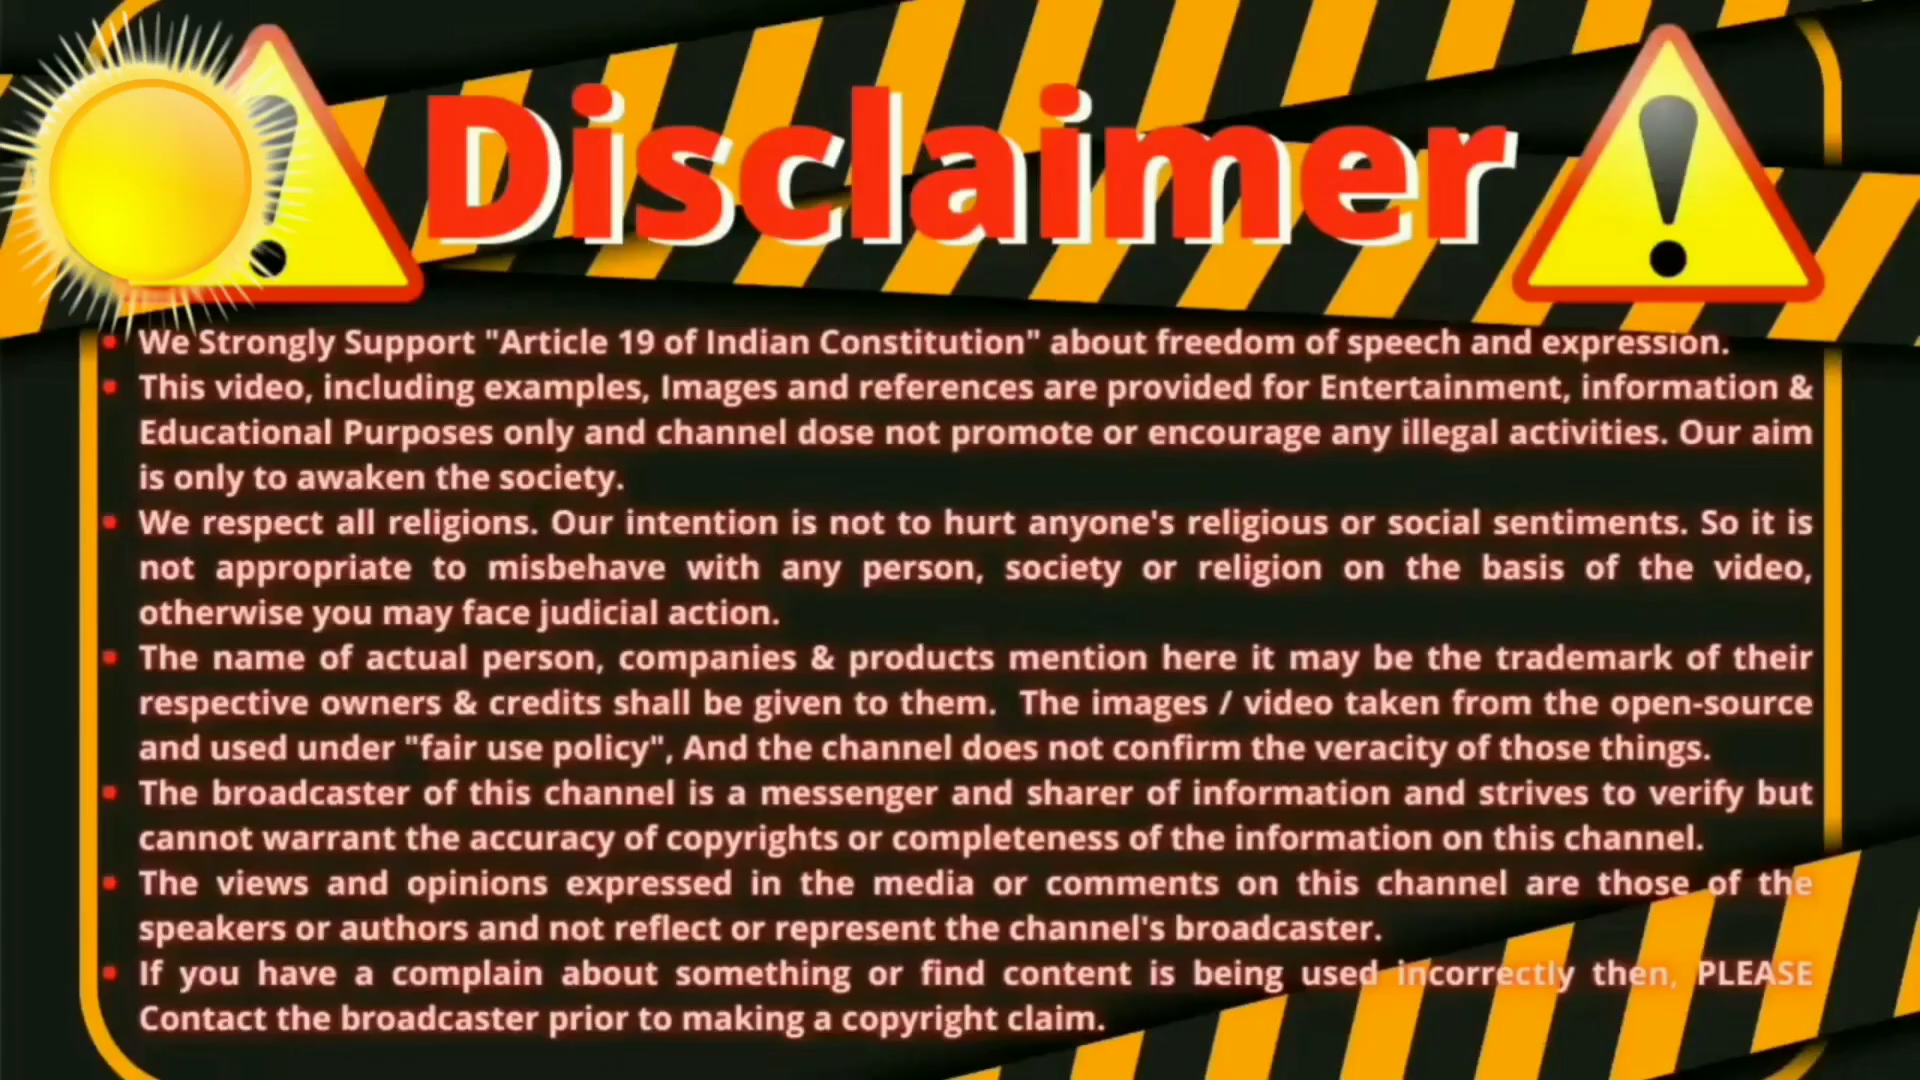 Disclaimer
We Strongly Support "Article 19 of Indian Constitution" about freedom of speech and expression.
This video, including examples, Images and references are provided for Entertainment, information &
Educational Purposes only and channel dose not promote or encourage any illegal activities. Our aim
is only to awaken the society.
We respect all religions. Our intention is not to hurt anyone's religious or social sentiments. So it is
not appropriate to misbehave with any person, society or religion on the basis of the video,
otherwise you may face judicial action.
The name of actual person, companies & products mention here it may be the trademark of their
respective owners & credits shall be given to them. The images / video taken from the open-source
and used under "fair use policy", And the channel does not confirm the veracity of those things.
The broadcaster of this channel is a messenger and sharer of information and strives to verify but
cannot warrant the accuracy of copyrights or completeness of the information on this channel.
The views and opinions expressed in the media or comments on this channel are those of the
speakers or authors and not reflect or represent the channel's broadcaster.
If you have a complain about something or find content is being used incorrectly then, PLEASE
Contact the broadcaster prior to making a copyright claim.